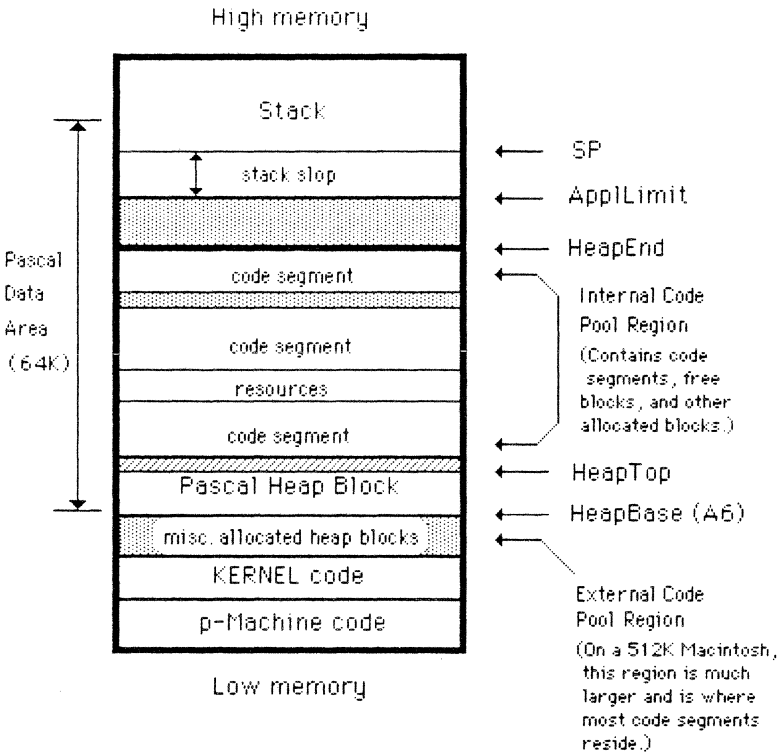 High memory
Stack
SP
stack slop
ApplLimit
HeapEnd
Pascal
Data
Area
(64K)
code segment
Internal Code
Pool Region
(Contains code
segments, free
blocks, and other
allocated blocks.)
code segment
resources
code segment
HeapTop
Pascal Heap Block
HeapBase (A6)
misc. allocated heap blocks
KERNEL code
p-Machine code
External Code
Pool Region
(On a 512K Macintosh,
this region is much
larger and is where
most code segments
reside.)
Low memory